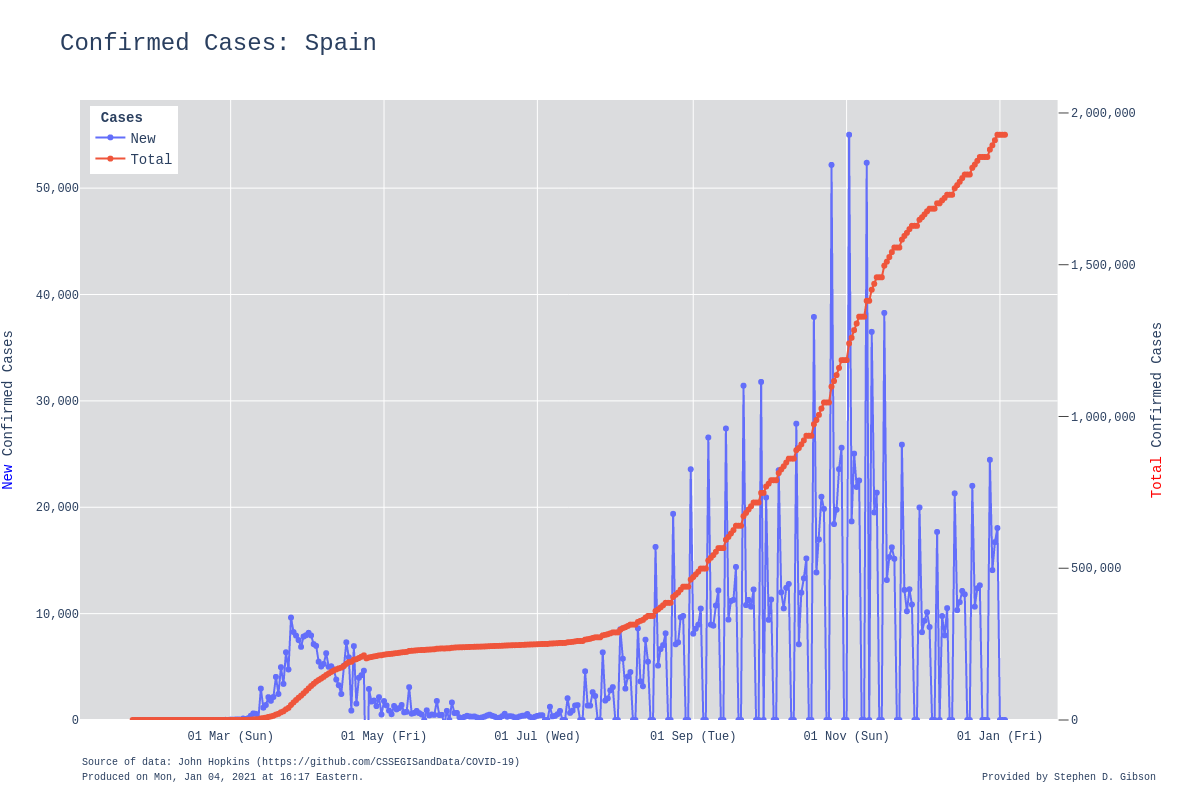 Confirmed Cases: Spain
Cases
New
Total
50,000
40,000
30,000
20,000
10,000
0
New Confirmed Cases
2,000,000
1,500,000
1,000,000
500,000
0
Total Confirmed Cases
01 Mar (Sun)
01 May (Fri)
01 Jul (Wed)
01 Sep (Tue)
01 Nov (Sun)
01 Jan (Fri)
Source of data: John Hopkins (https://github.com/CSSEGISandData/COVID-19)
Produced on Mon, Jan 04, 2021 at 16:17 Eastern.
Provided by Stephen D. Gibson